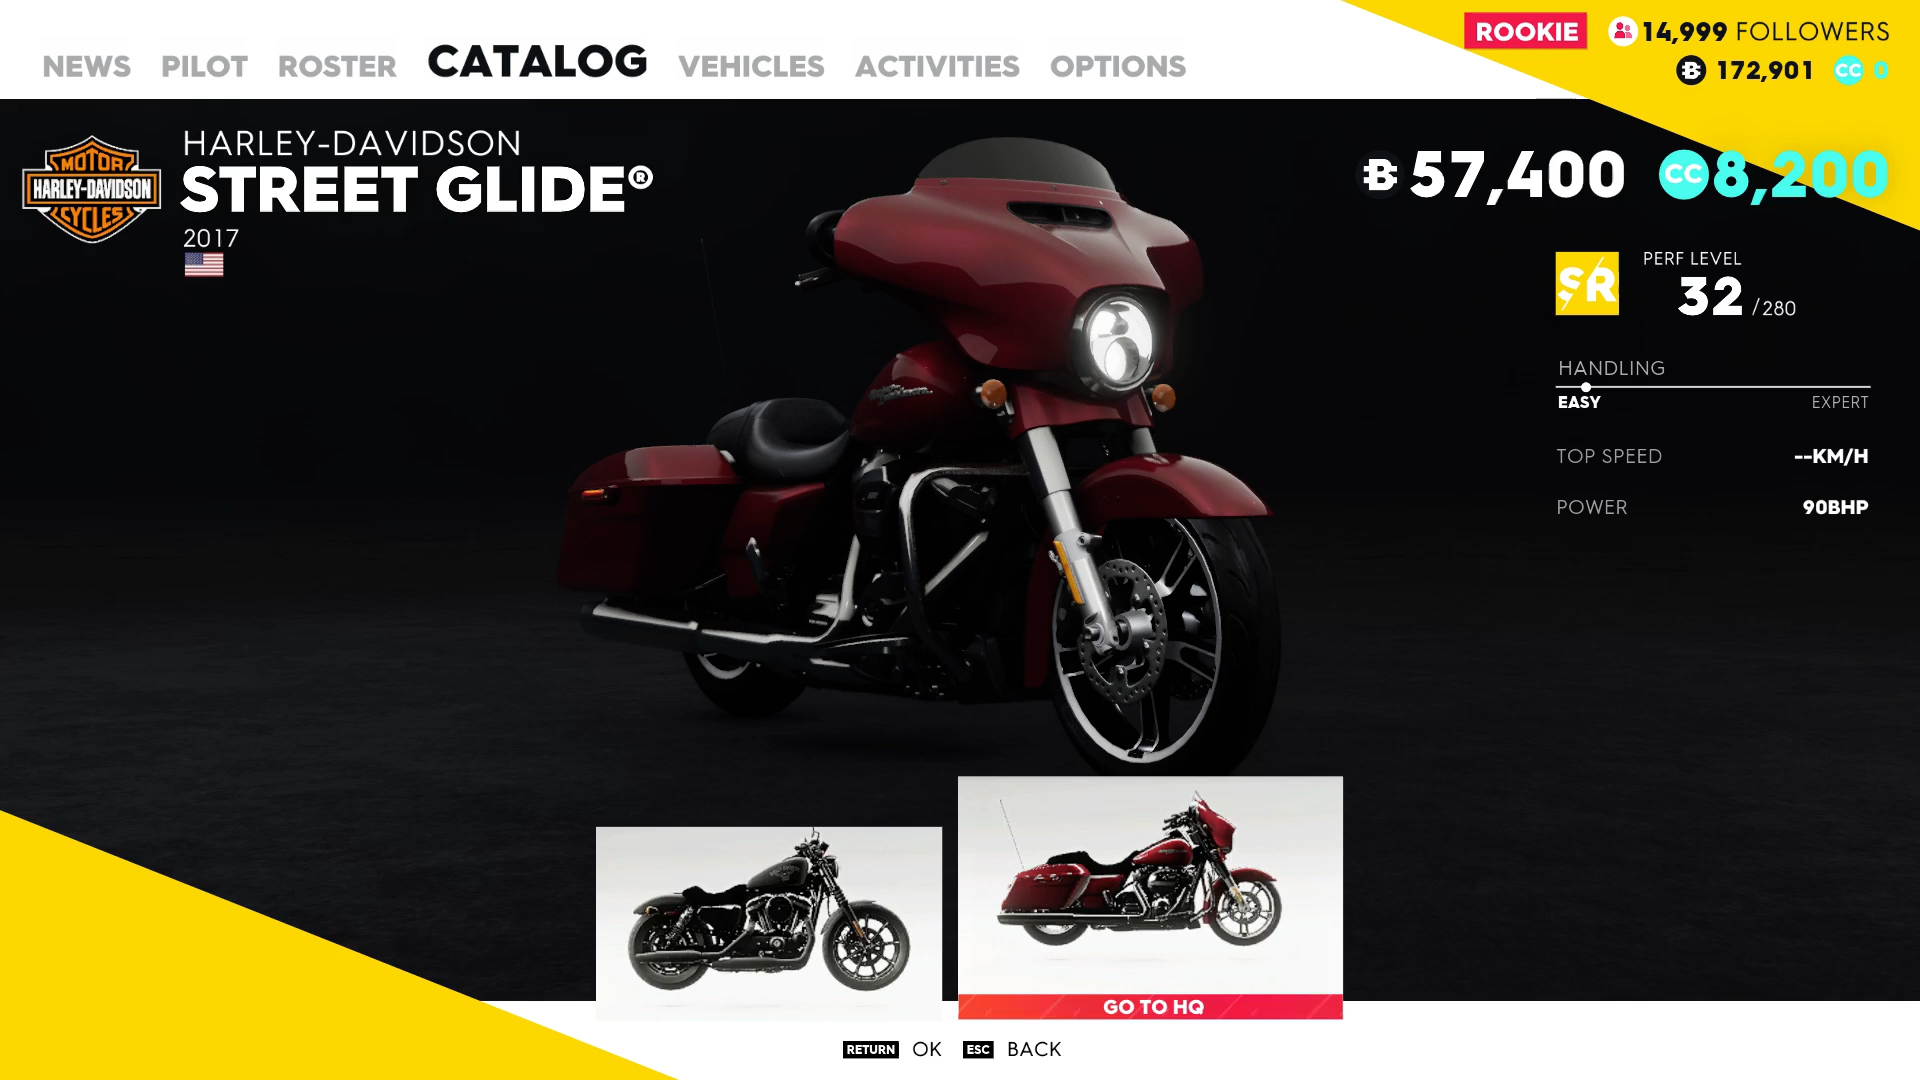 NEWS PILOT ROSTER CATALOG VEHICLES ACTIVITIES OPTIONS
ROOKIE 14,999 FOLLOWERS
172,901 CC 0
MOTOR
HARLEY-DAVIDSON
CYCLES
HARLEY-DAVIDSON
STREET GLIDE®
2017
57,400 CC 8,200
SR
PERF LEVEL
32 /280
HANDLING
EASY EXPERT
TOP SPEED --KM/H
POWER 90BHP
GO TO HQ
RETURN OK ESC BACK